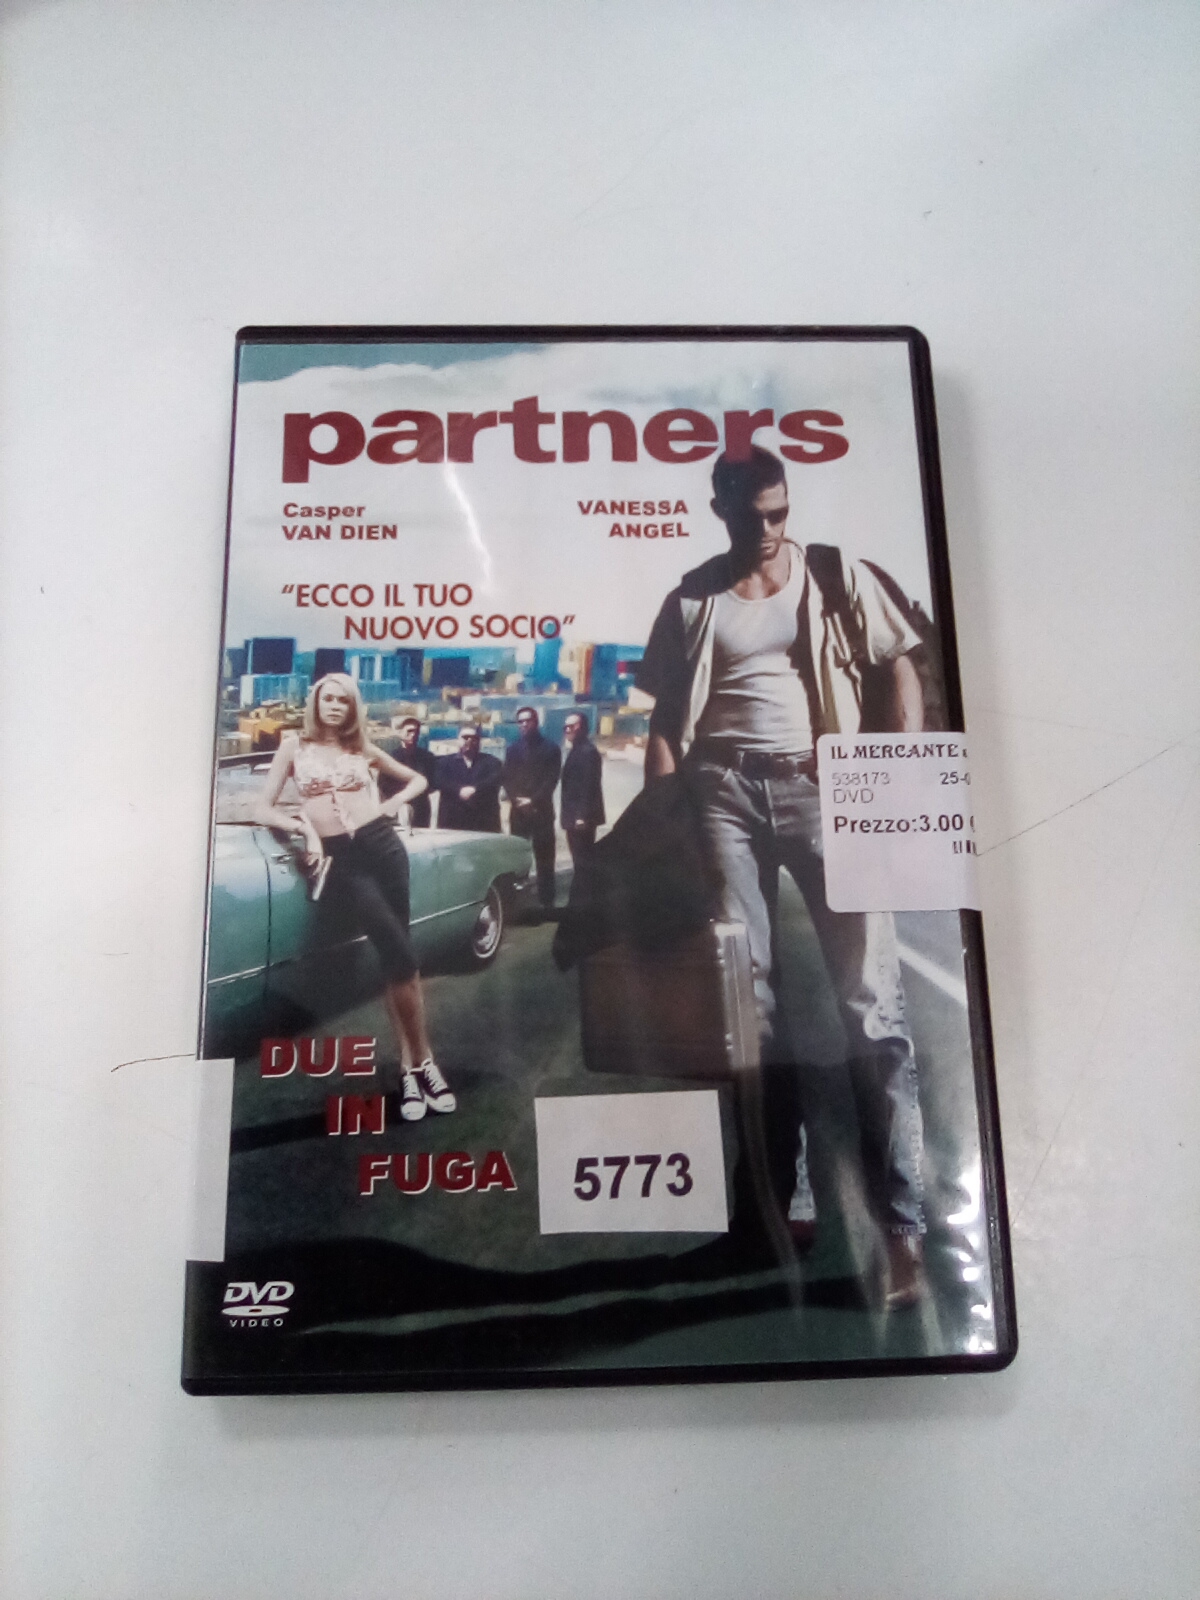 partners
Casper
VAN DIEN
VANESSA
ANGEL
"ECCO IL TUO
NUOVO SOCIO"
IL MERCANTE
538173 25-0
DVD
Prezzo:3.00
DUE
IN
FUGA
5773
DVD
VIDEO